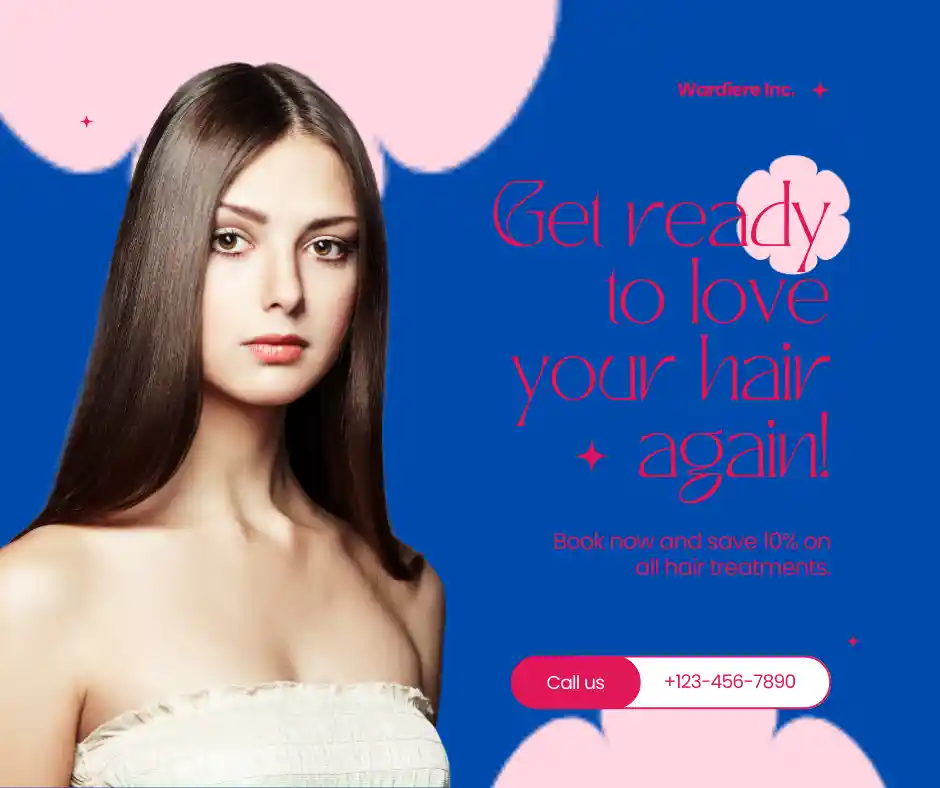 Wardiere Inc.
Get ready
to love
your hair
again!
Book now and save 10% on
all hair treatments.
Call us
+123-456-7890